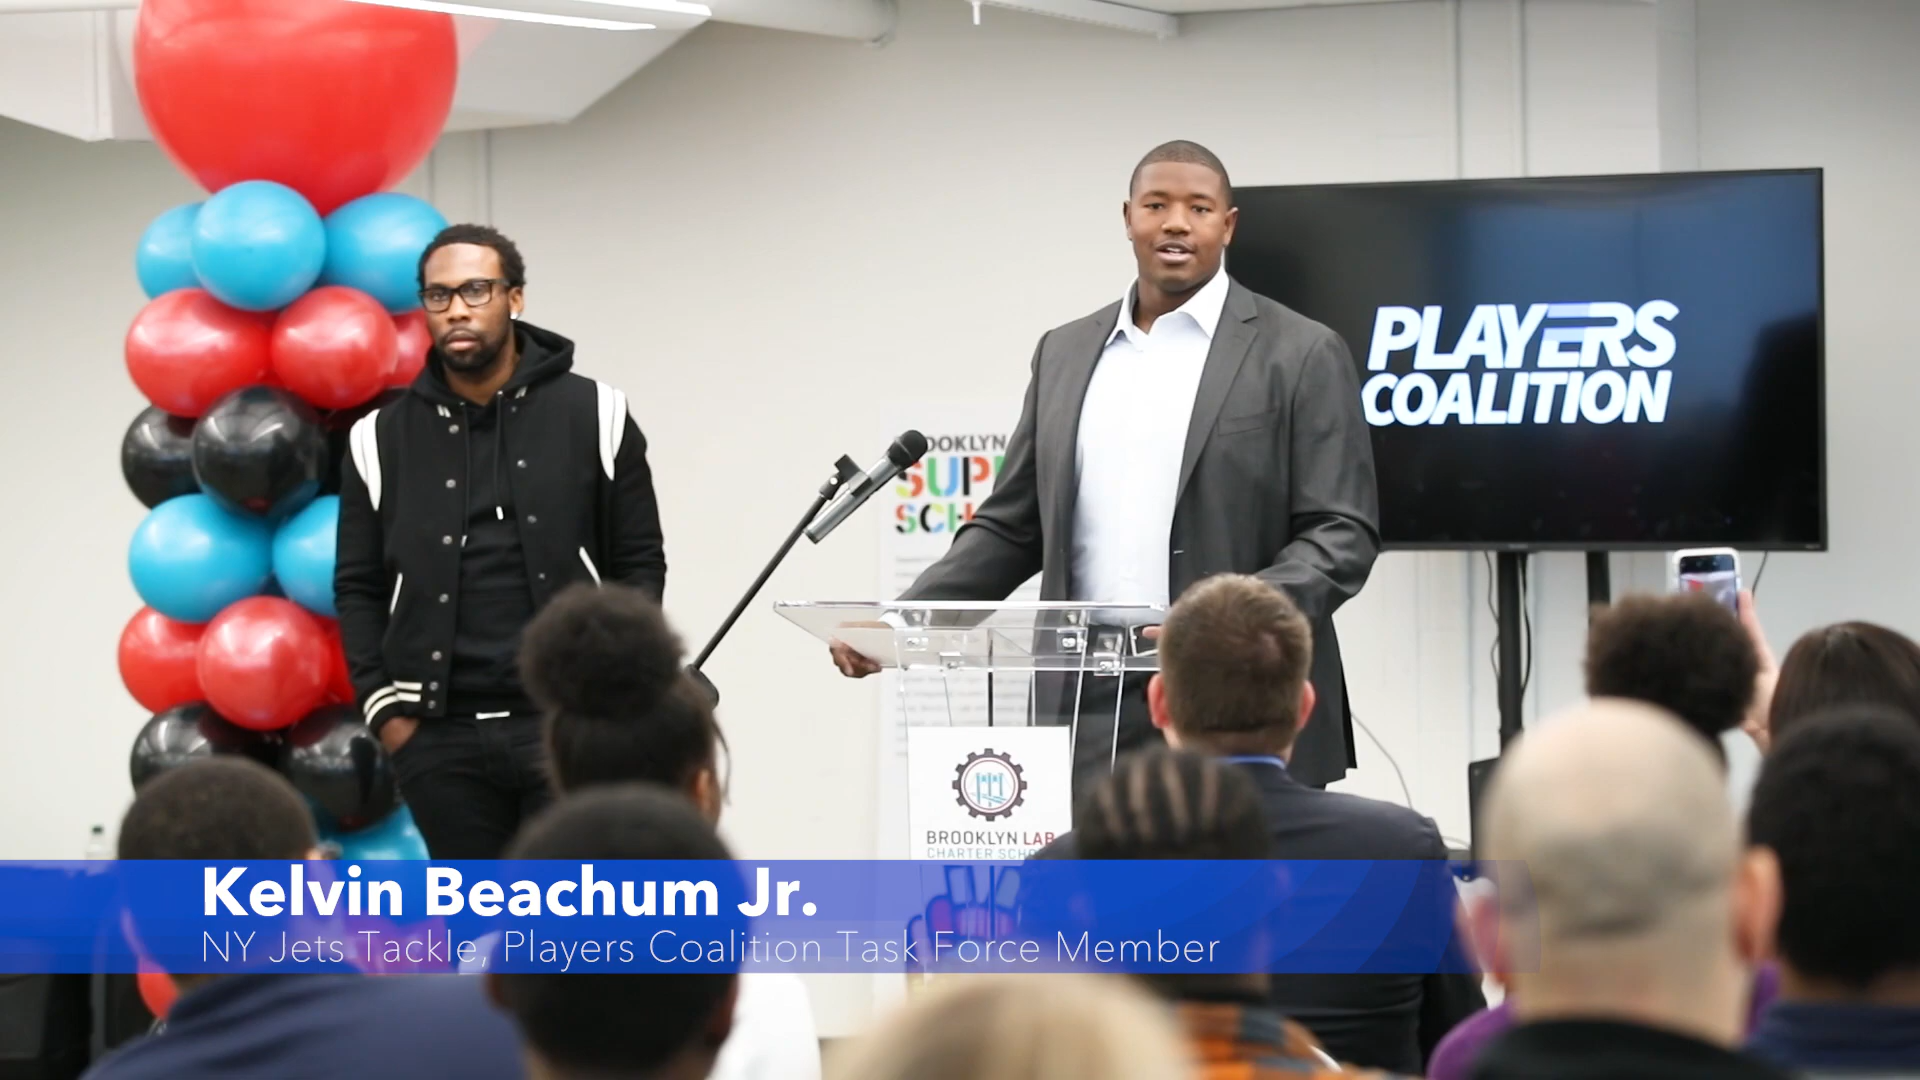 PLAYERS
COALITION
BROOKLYN LAB
Kelvin Beachum Jr.
NY Jets Tackle, Players Coalition Task Force Member